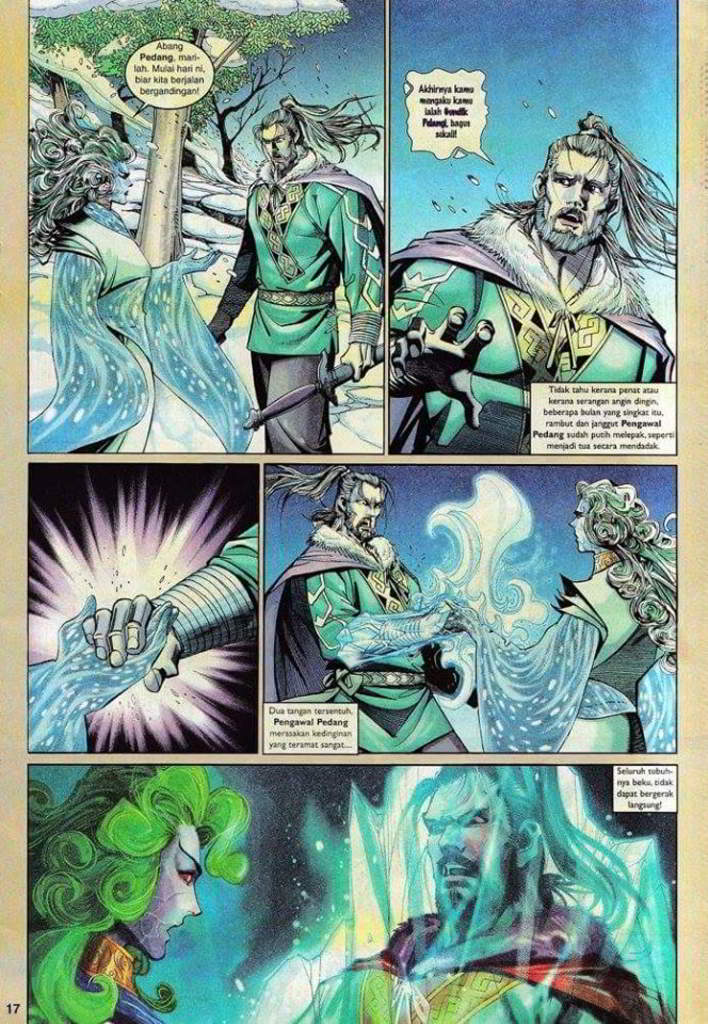 Abang
Pedang, mari-
lah. Mulai hari ni,
biar kita berjalan
bergandingan!
Akhirnya kamu
mengaku kamu
ialah Gundik
Pelangi, bagus
sekali!
Tidak tahu kerana penat atau
kerana serangan angin dingin,
beberapa bulan yang singkat itu,
rambut dan janggut Pengawal
Pedang sudah putih melepak, seperti
menjadi tua secara mendadak.
Dua tangan tersentuh,
Pengawal Pedang
merasakan kedinginan
yang teramat sangat....
Seluruh tubuh-
nya beku, tidak
dapat bergerak
langsung!
17